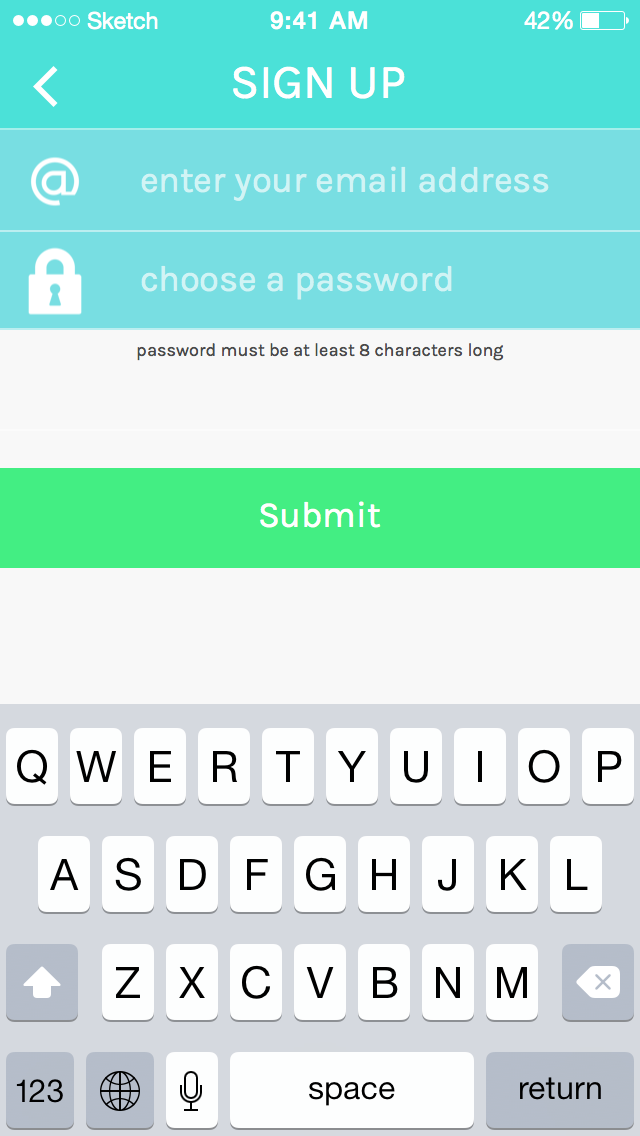 Sketch 9:41 AM 42%
SIGN UP
@ enter your email address
choose a password
password must be at least 8 characters long
Submit
Q W E R T Y U I O P
A S D F G H J K L
Z X C V B N M
123 space return